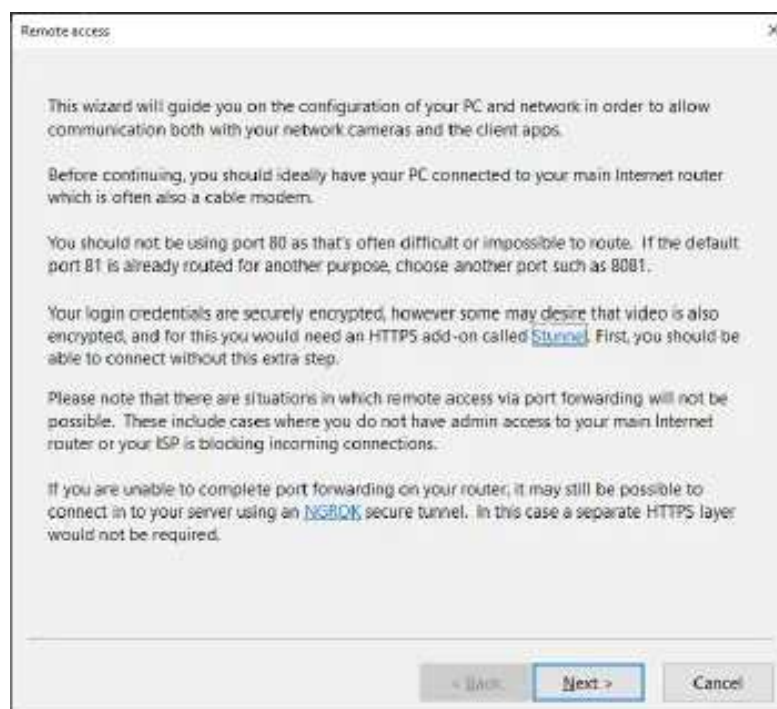 Remote access
This wizard will guide you on the configuration of your PC and network in order to allow
communication both with your network cameras and the client apps.
Before continuing, you should ideally have your PC connected to your main Internet router
which is often also a cable modem.
You should not be using port 80 as that's often difficult or impossible to route. If the default
port 81 is already routed for another purpose, choose another port such as 8081.
Your login credentials are securely encrypted, however some may desire that video is also
encrypted, and for this you would need an HTTPS add-on called Stunnel. First, you should be
able to connect without this extra step.
Please note that there are situations in which remote access via port forwarding will not be
possible. These include cases where you do not have admin access to your main Internet
router or your ISP is blocking incoming connections.
If you are unable to complete port forwarding on your router, it may still be possible to
connect in to your server using an NGROK secure tunnel. In this case a separate HTTPS layer
would not be required.
< Back Next > Cancel